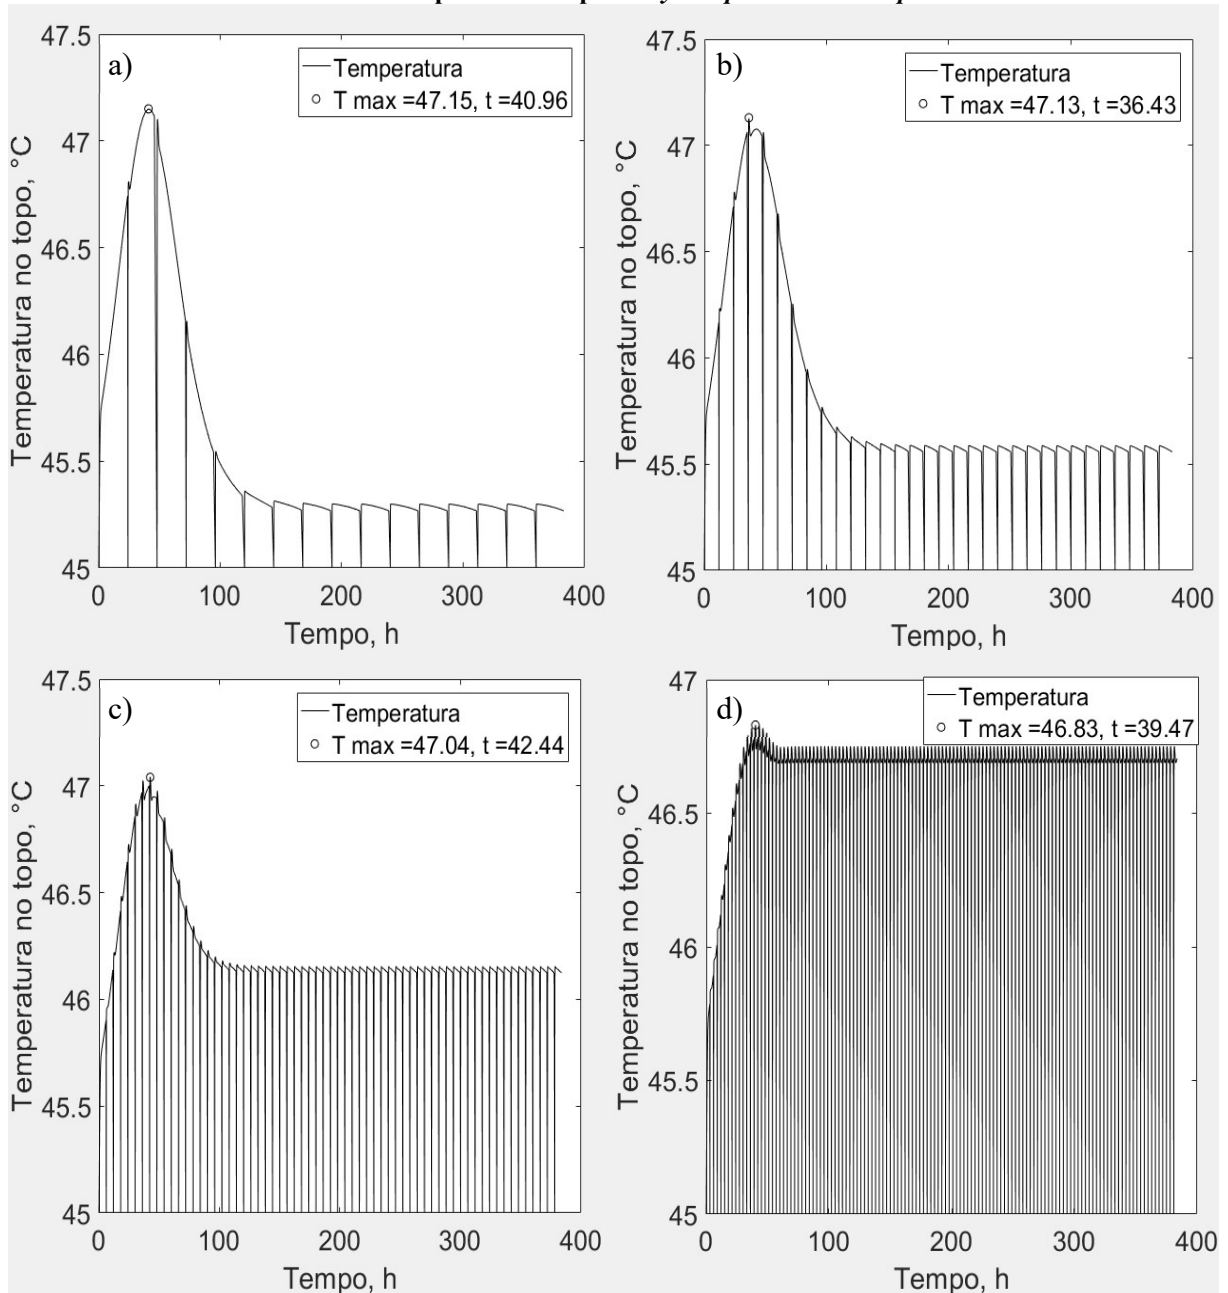 a)
Temperatura
T max =47.15, t =40.96
Temperatura no topo, °C
47.5
47
46.5
46
45.5
45
0 100 200 300 400
Tempo, h
b)
Temperatura
T max =47.13, t =36.43
Temperatura no topo, °C
47.5
47
46.5
46
45.5
45
0 100 200 300 400
Tempo, h
c)
Temperatura
T max =47.04, t =42.44
Temperatura no topo, °C
47.5
47
46.5
46
45.5
45
0 100 200 300 400
Tempo, h
d)
Temperatura
T max =46.83, t =39.47
Temperatura no topo, °C
47
46.5
46
45.5
45
0 100 200 300 400
Tempo, h